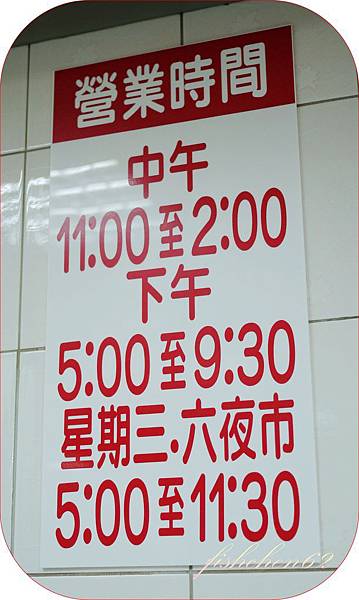 營業時間
中午
11:00至2:00
下午
5:00至9:30
星期三.六夜市
5:00至11:30
fishchen69